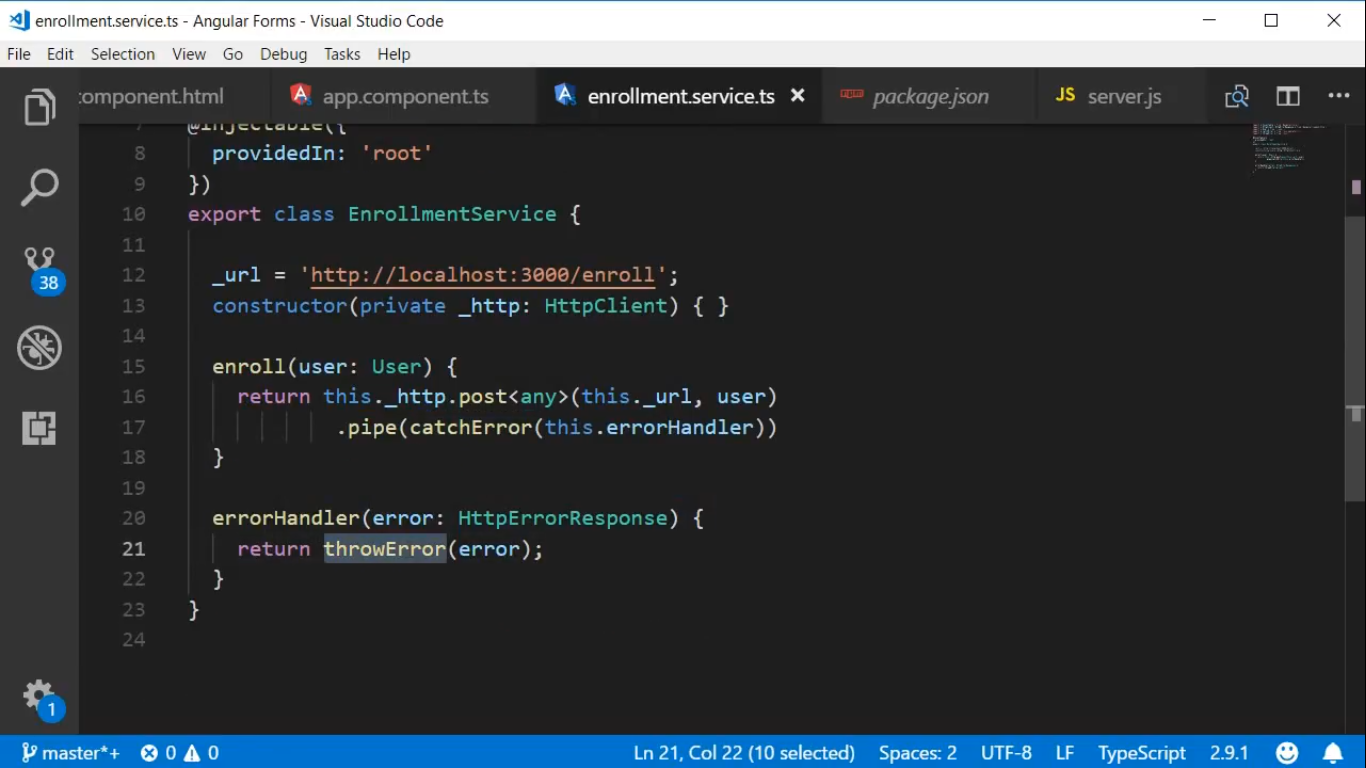 enrollment.service.ts - Angular Forms - Visual Studio Code
File Edit Selection View Go Debug Tasks Help
component.html app.component.ts enrollment.service.ts package.json JS server.js
7 @Injectable({
8 providedIn: 'root'
9 })
10 export class EnrollmentService {
11
12 _url = 'http://localhost:3000/enroll';
13 constructor(private _http: HttpClient) { }
14
15 enroll(user: User) {
16 return this._http.post<any>(this._url, user)
17 .pipe(catchError(this.errorHandler))
18 }
19
20 errorHandler(error: HttpErrorResponse) {
21 return throwError(error);
22 }
23 }
24
38
1
master*+ 0 0 Ln 21, Col 22 (10 selected) Spaces: 2 UTF-8 LF TypeScript 2.9.1